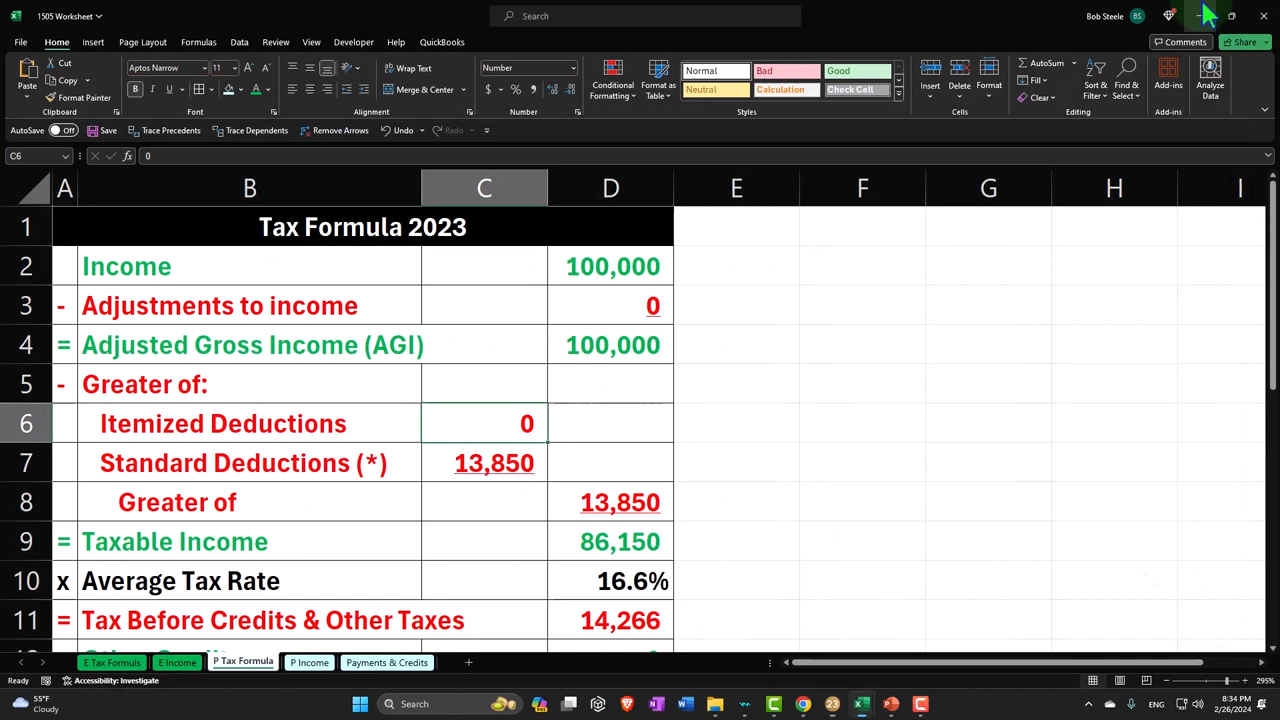 1505 Worksheet
Search
Bob Steele
BS
File
Home
Insert
Page Layout
Formulas
Data
Review
View
Developer
Help
QuickBooks
Comments
Share
Paste
Cut
Copy
Format Painter
Clipboard
Aptos Narrow
11
Font
Wrap Text
Merge & Center
Alignment
Number
Number
Conditional Formatting
Format as Table
Normal
Bad
Good
Neutral
Calculation
Check Cell
Styles
Insert
Delete
Format
Cells
AutoSum
Fill
Clear
Sort & Filter
Find & Select
Editing
Add-ins
Add-ins
Analyze Data
AutoSave Off
Save
Trace Precedents
Trace Dependents
Remove Arrows
Undo
Redo
C6
fx
0
A B C D E F G H I
1 Tax Formula 2023
2 Income 100,000
3 - Adjustments to income 0
4 = Adjusted Gross Income (AGI) 100,000
5 - Greater of:
6 Itemized Deductions 0
7 Standard Deductions (*) 13,850
8 Greater of 13,850
9 = Taxable Income 86,150
10 x Average Tax Rate 16.6%
11 = Tax Before Credits & Other Taxes 14,266
E Tax Formuls
E Income
P Tax Formula
P Income
Payments & Credits
Ready
Accessibility: Investigate
295%
55°F
Cloudy
Search
ENG
8:34 PM
2/26/2024